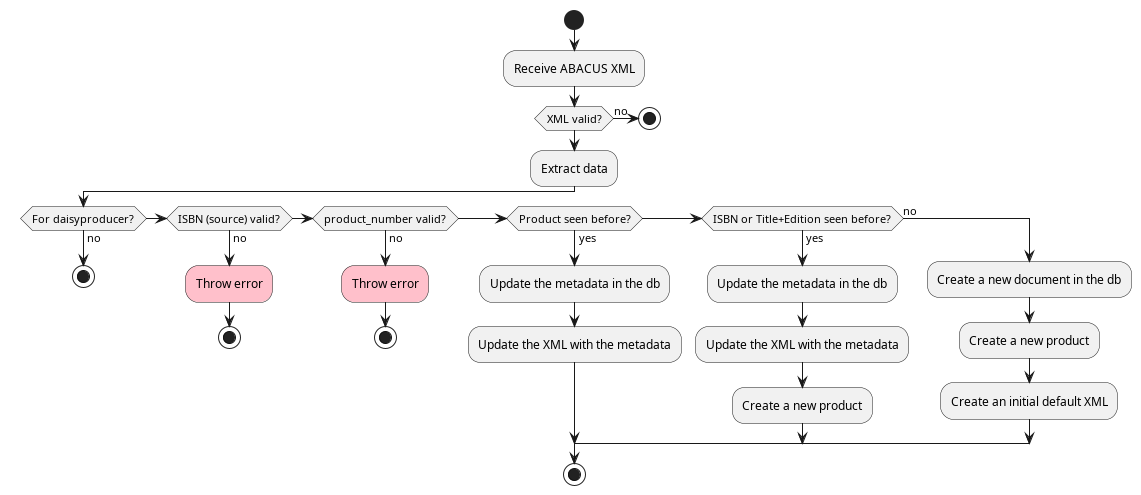 Receive ABACUS XML
XML valid?
no
Extract data
For daisyproducer?
no
ISBN (source) valid?
no
Throw error
product_number valid?
no
Throw error
Product seen before?
yes
Update the metadata in the db
Update the XML with the metadata
ISBN or Title+Edition seen before?
yes
Update the metadata in the db
Update the XML with the metadata
Create a new product
no
Create a new document in the db
Create a new product
Create an initial default XML